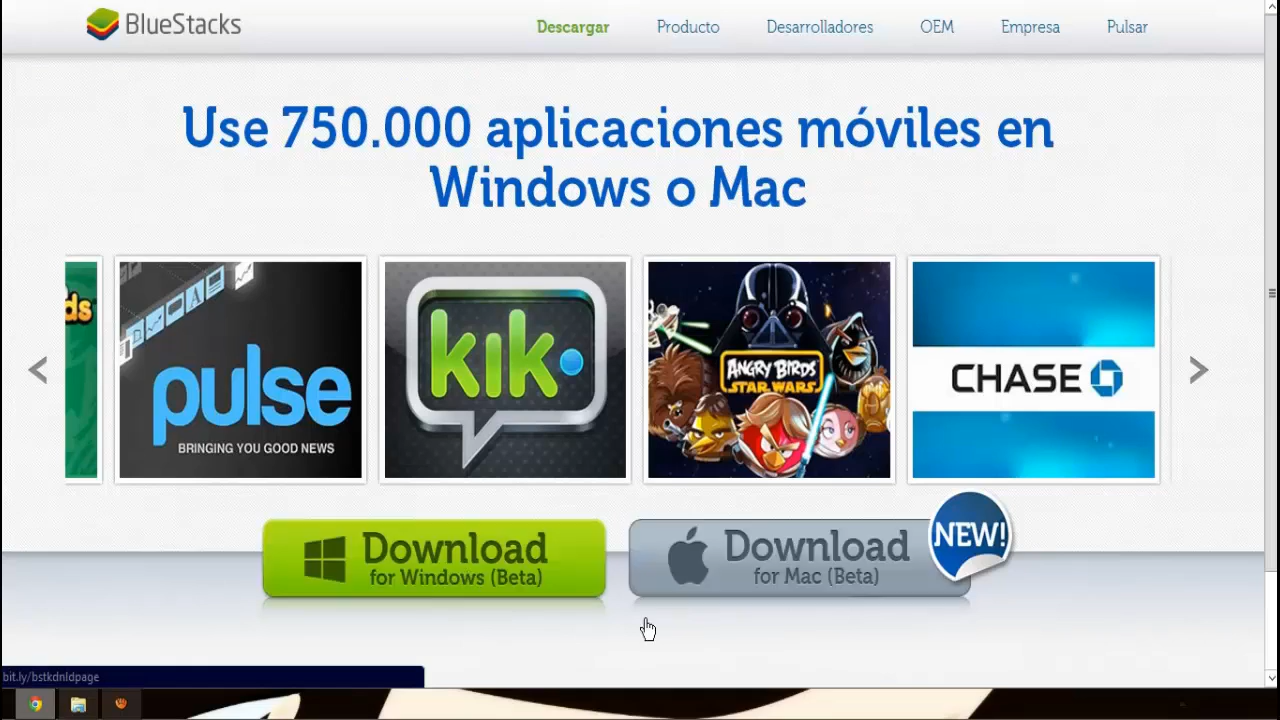 BlueStacks
Descargar Producto Desarrolladores OEM Empresa Pulsar
Use 750.000 aplicaciones móviles en
Windows o Mac
ds
pulse
BRINGING YOU GOOD NEWS
kik
ANGRY BIRDS
STAR WARS
CHASE
Download
for Windows (Beta)
Download
for Mac (Beta)
NEW!
bit.ly/bstkdnldpage